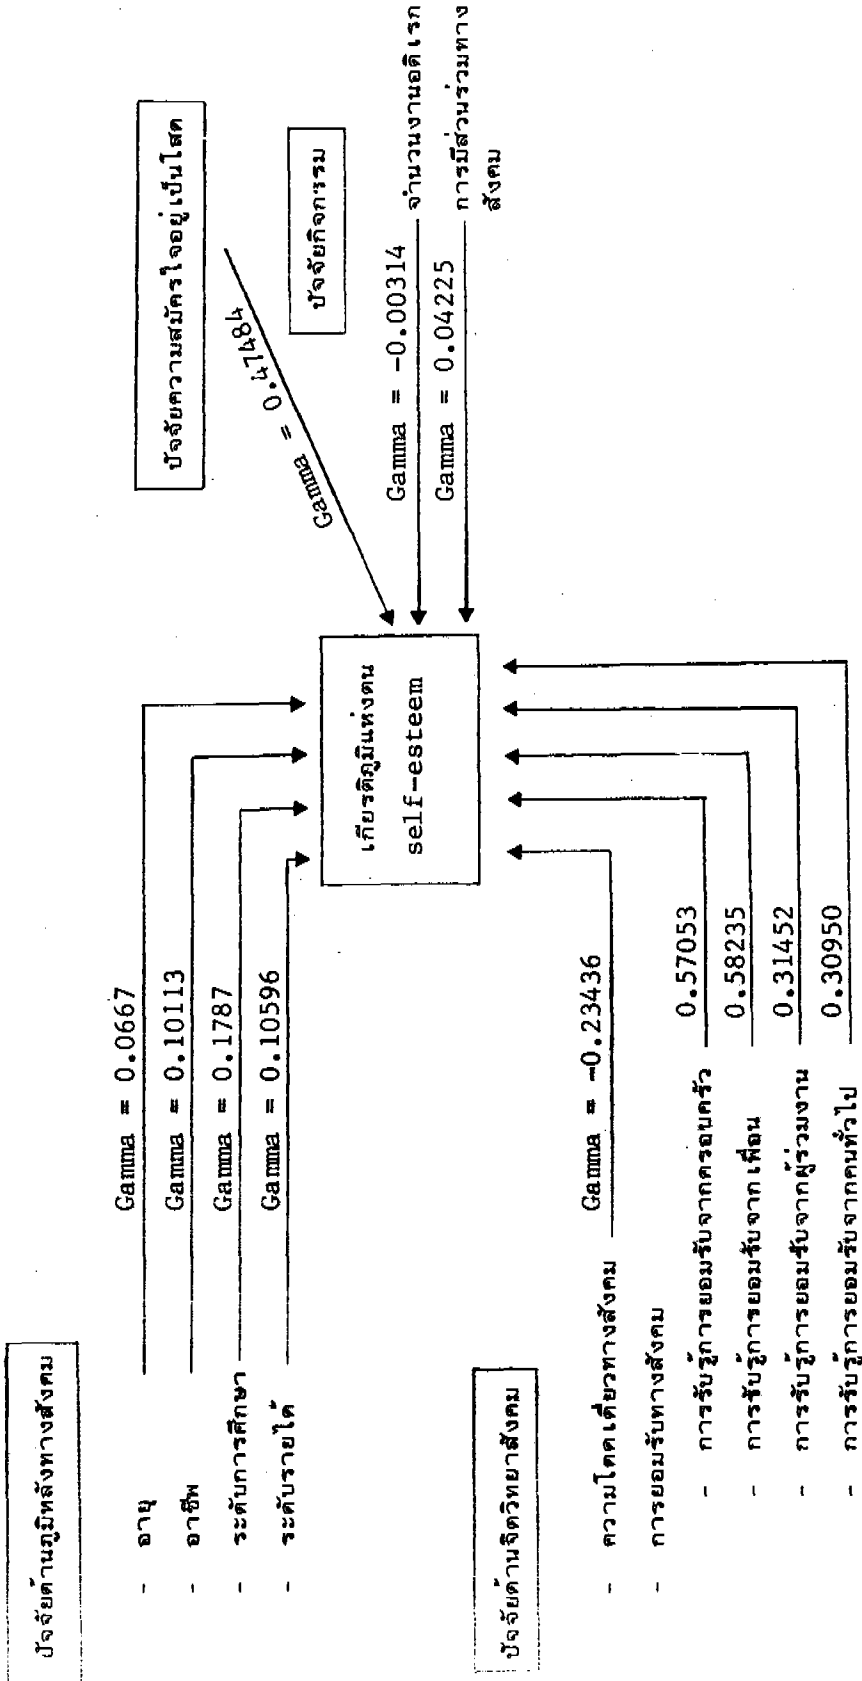 ปัจจัยด้านภูมิหลังทางสังคม
- อายุ
Gamma = 0.0667
- อาชีพ
Gamma = 0.10113
- ระดับการศึกษา
Gamma = 0.1787
- ระดับรายได้
Gamma = 0.10596
ปัจจัยความสมัครใจอยู่เป็นโสด
Gamma = 0.47484
ปัจจัยกิจกรรม
Gamma = -0.00314
จำนวนงานอดิเรก
Gamma = 0.04225
การมีส่วนร่วมทาง
สังคม
เกียรติภูมิแห่งตน
self-esteem
ปัจจัยด้านจิตวิทยาสังคม
- ความโดดเดี่ยวทางสังคม
Gamma = -0.23436
- การยอมรับทางสังคม
- การรับรู้การยอมรับจากครอบครัว
0.57053
- การรับรู้การยอมรับจากเพื่อน
0.58235
- การรับรู้การยอมรับจากผู้ร่วมงาน
0.31452
- การรับรู้การยอมรับจากคนทั่วไป
0.30950